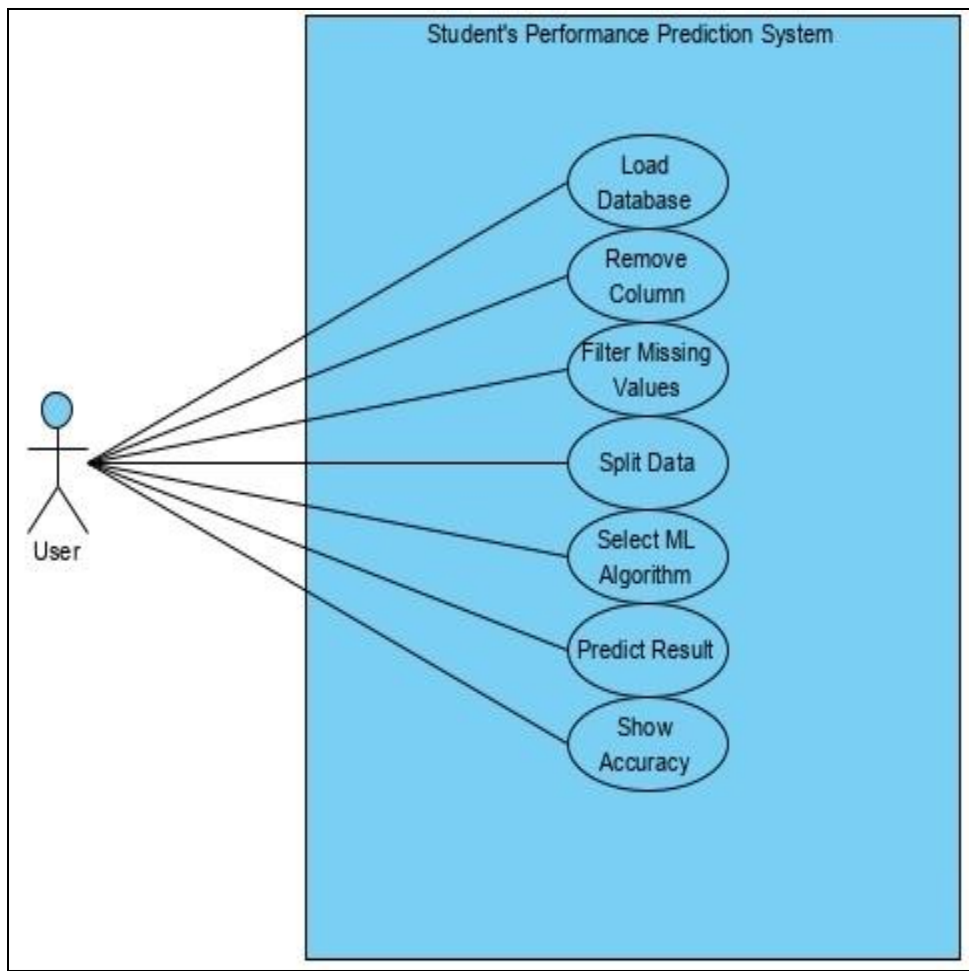 Student's Performance Prediction System
Load
Database
Remove
Column
Filter Missing
Values
Split Data
Select ML
Algorithm
Predict Result
Show
Accuracy
User